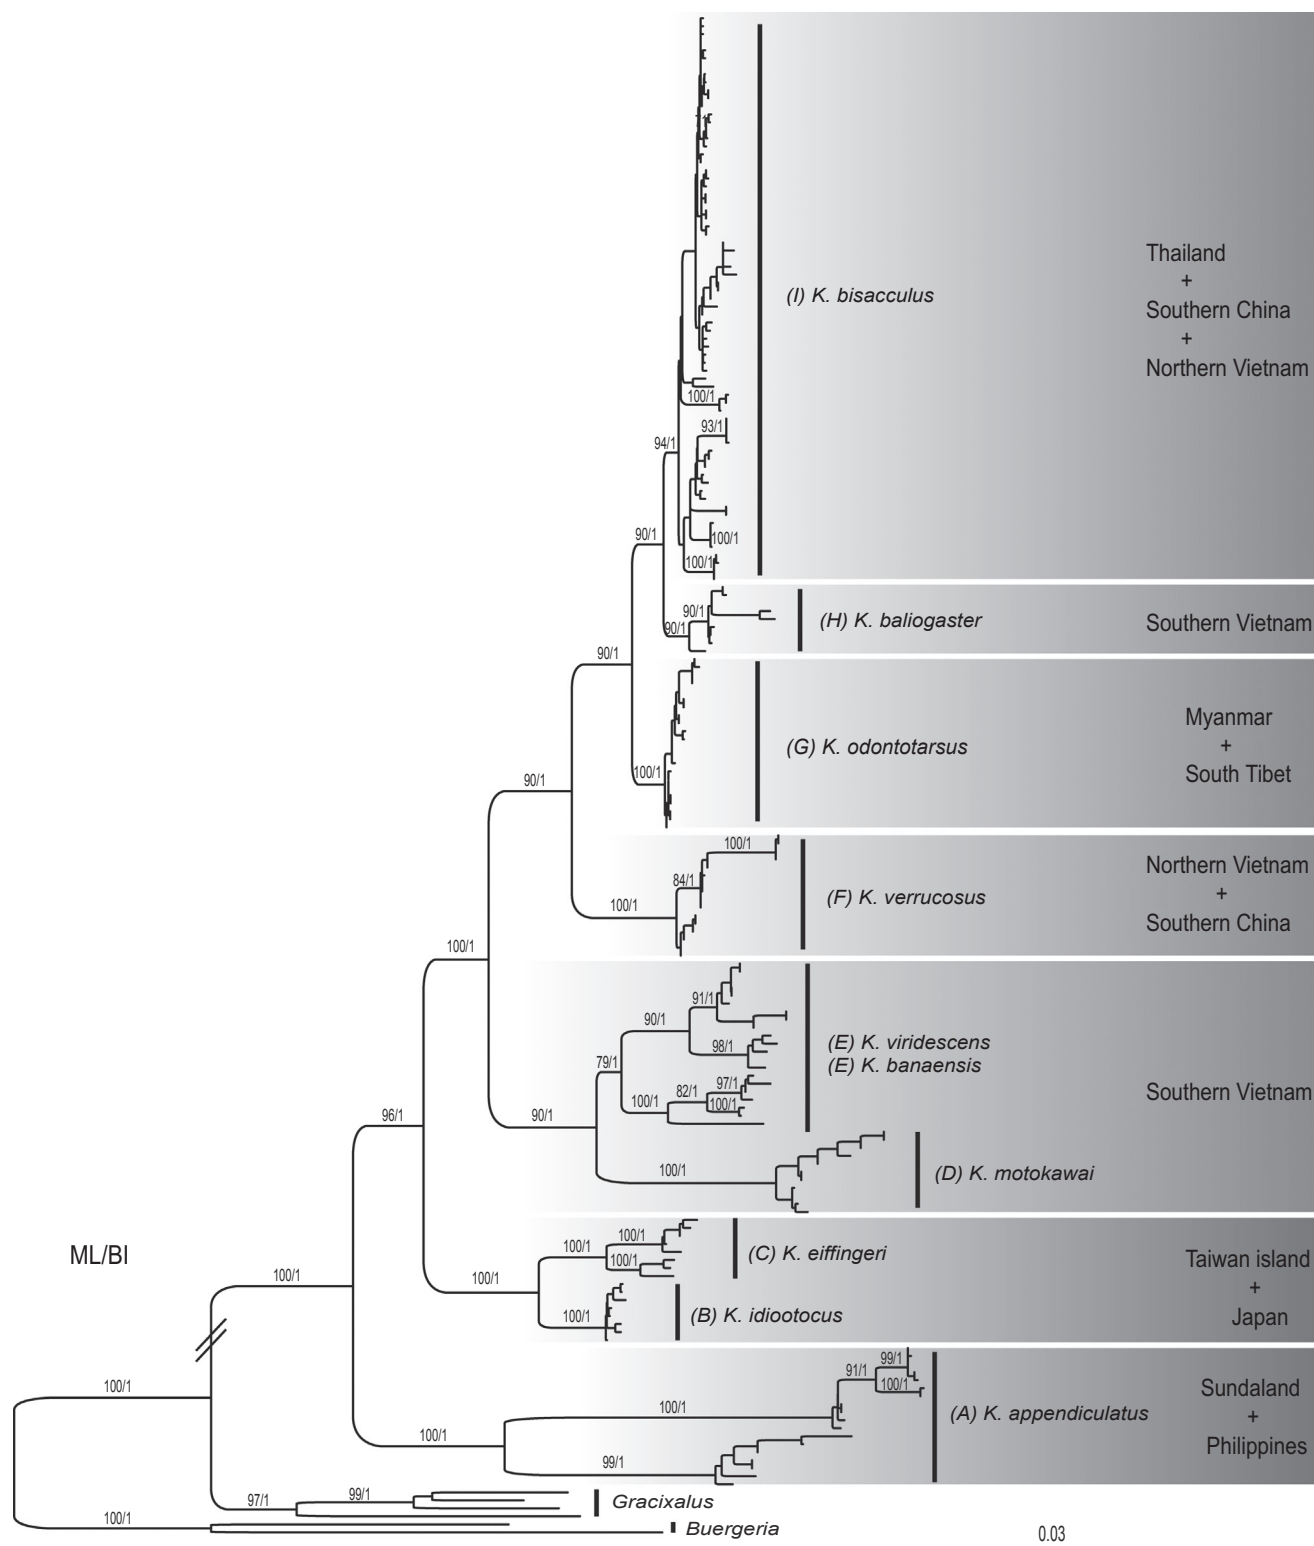 (I) K. bisacculus
Thailand
+
Southern China
+
Northern Vietnam
100/1
93/1
94/1
100/1
100/1
90/1
(H) K. baliogaster
Southern Vietnam
90/1
90/1
90/1
(G) K. odontotarsus
Myanmar
+
South Tibet
100/1
90/1
100/1
84/1
100/1
(F) K. verrucosus
Northern Vietnam
+
Southern China
100/1
91/1
90/1
98/1
79/1
97/1
82/1
100/1
100/1
(E) K. viridescens
(E) K. banaensis
Southern Vietnam
96/1
90/1
100/1
(D) K. motokawai
100/1
100/1
100/1
(C) K. eiffingeri
Taiwan island
+
Japan
ML/BI
100/1
100/1
100/1
(B) K. idiootocus
99/1
91/1
100/1
(A) K. appendiculatus
Sundaland
+
Philippines
100/1
100/1
100/1
99/1
97/1
99/1
Gracixalus
100/1
Buergeria
0.03